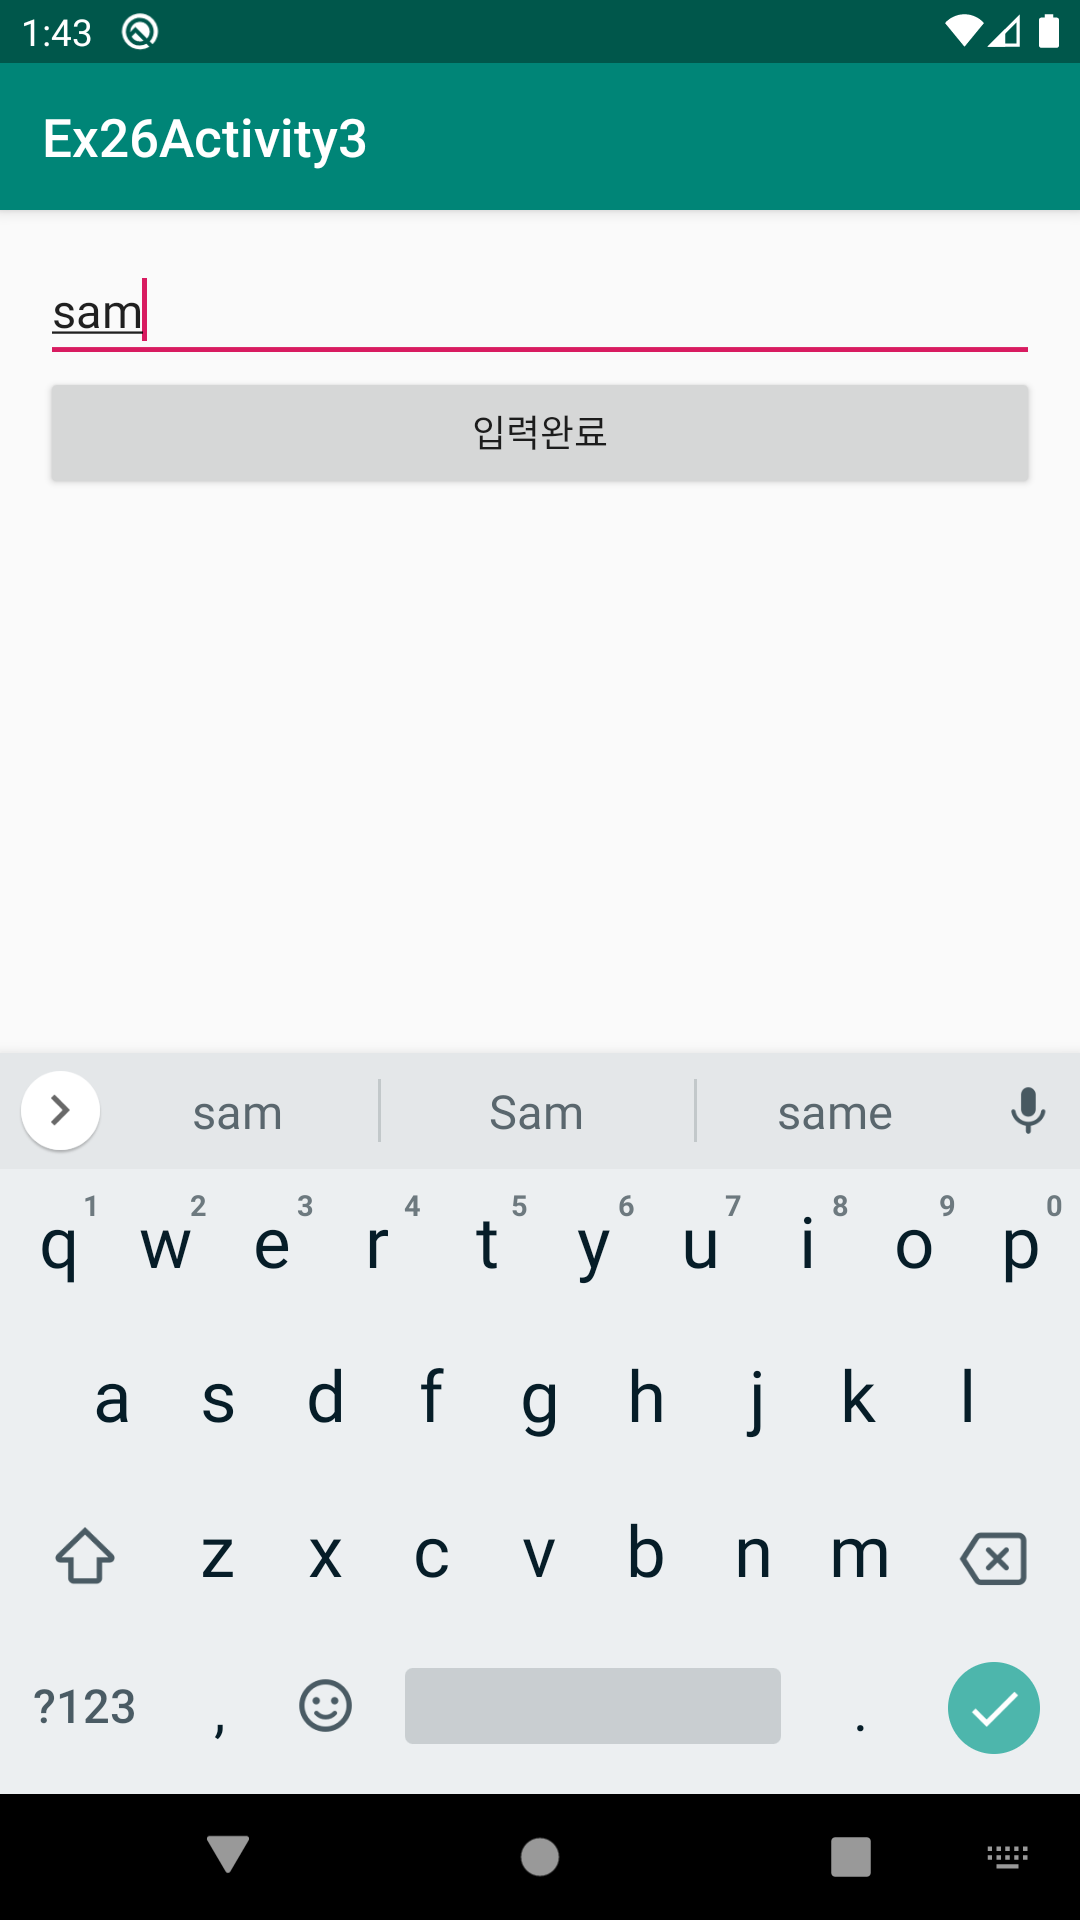 1:43
Ex26Activity3
sam
입력완료
sam Sam same
1 2 3 4 5 6 7 8 9 0
q w e r t y u i o p
a s d f g h j k l
z x c v b n m
?123 , .